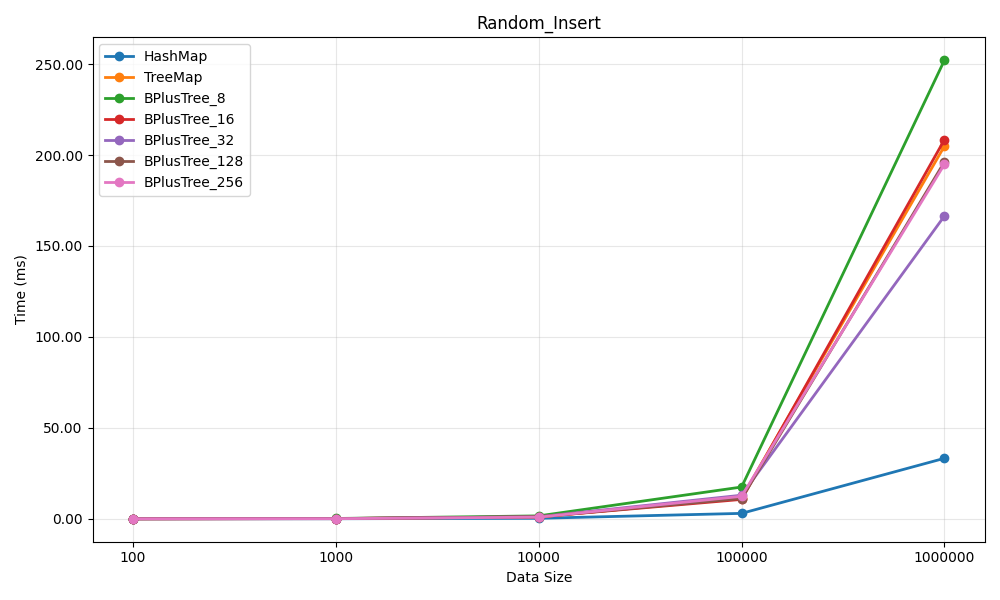 Random_Insert
HashMap
TreeMap
BPlusTree_8
BPlusTree_16
BPlusTree_32
BPlusTree_128
BPlusTree_256
Time (ms)
250.00
200.00
150.00
100.00
50.00
0.00
100 1000 10000 100000 1000000
Data Size